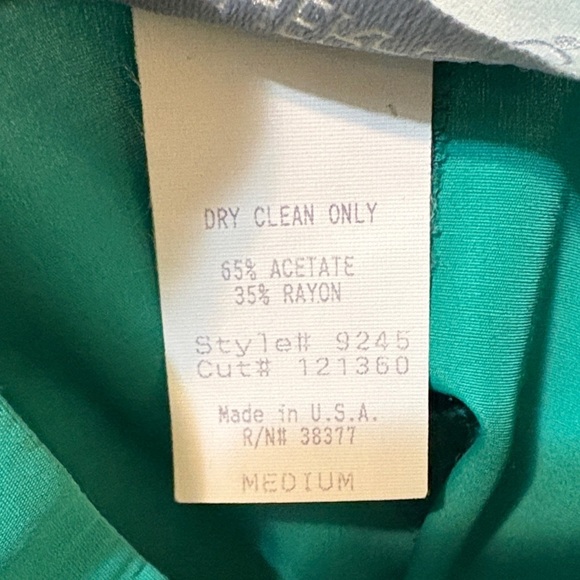 DRY CLEAN ONLY
65% ACETATE
35% RAYON
Style# 9245
Cut# 121360
Made in U.S.A.
R/N# 38377
MEDIUM